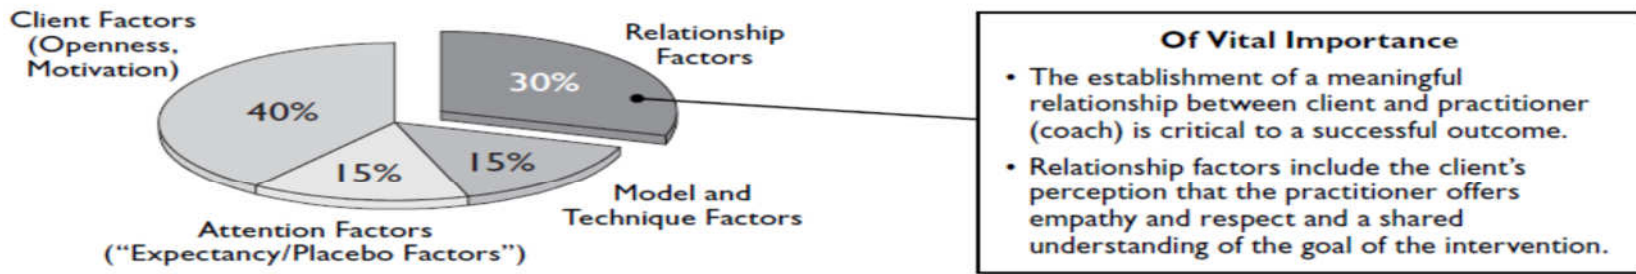 Client Factors
(Openness,
Motivation)
40%
30%
Relationship
Factors
15%
15%
Model and
Technique Factors
Attention Factors
(“Expectancy/Placebo Factors”)
Of Vital Importance
• The establishment of a meaningful
relationship between client and practitioner
(coach) is critical to a successful outcome.
• Relationship factors include the client’s
perception that the practitioner offers
empathy and respect and a shared
understanding of the goal of the intervention.